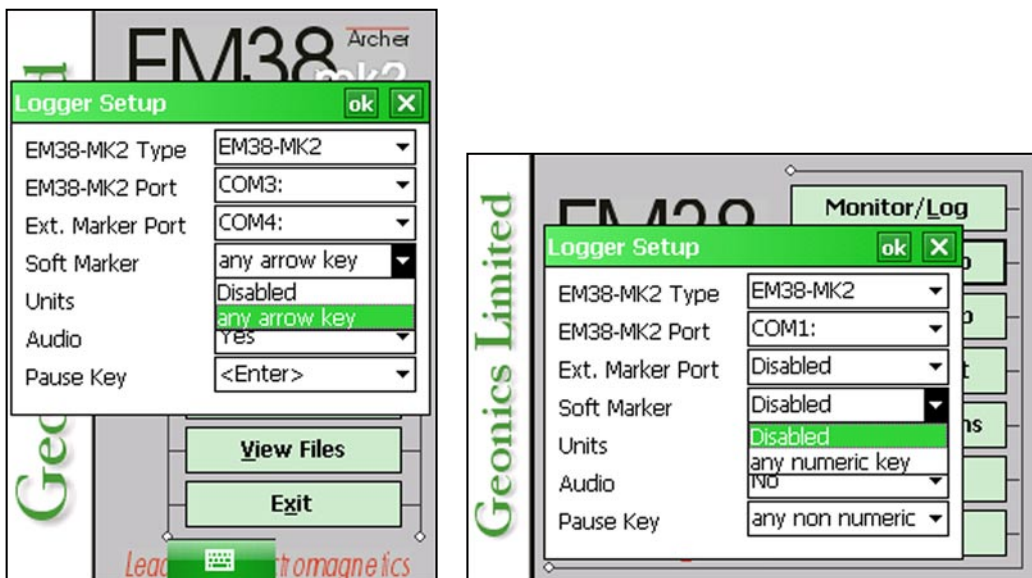 EM38
Archer
mk2
Logger Setup ok
EM38-MK2 Type EM38-MK2
EM38-MK2 Port COM3:
Ext. Marker Port COM4:
Soft Marker any arrow key
Disabled
Units any arrow key
Audio Yes
Pause Key <Enter>
View Files
Exit
Geonics Limited
Monitor/Log
EM38
Logger Setup ok
EM38-MK2 Type EM38-MK2
EM38-MK2 Port COM1:
Ext. Marker Port Disabled
Soft Marker Disabled
Disabled
Units any numeric key
Audio No
Pause Key any non numeric